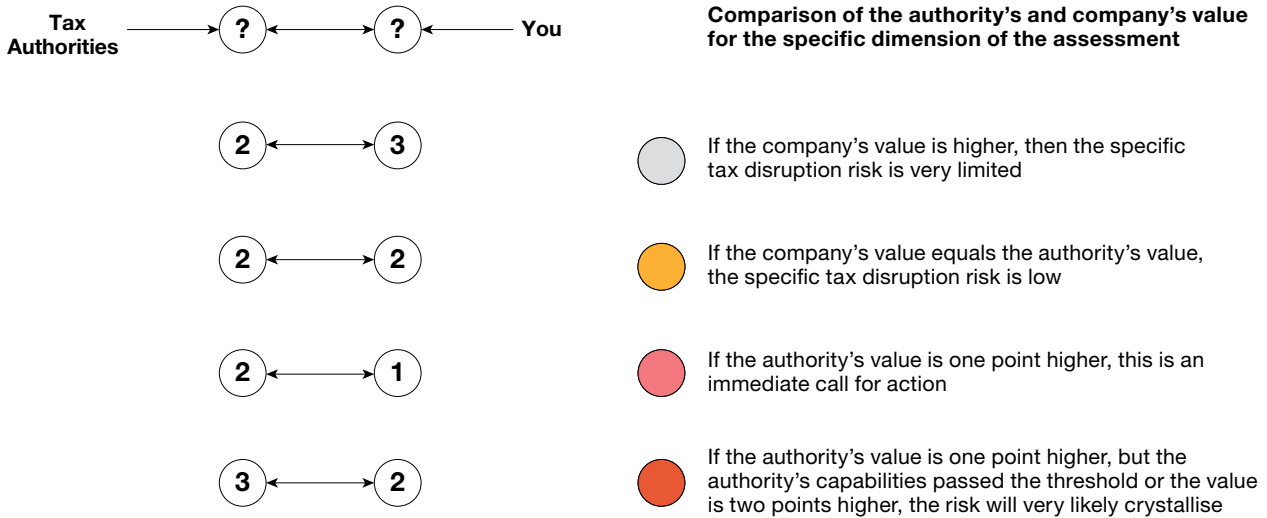 Tax
Authorities
?
?
You
Comparison of the authority’s and company’s value
for the specific dimension of the assessment
2
3
If the company’s value is higher, then the specific
tax disruption risk is very limited
2
2
If the company’s value equals the authority’s value,
the specific tax disruption risk is low
2
1
If the authority’s value is one point higher, this is an
immediate call for action
3
2
If the authority’s value is one point higher, but the
authority’s capabilities passed the threshold or the value
is two points higher, the risk will very likely crystallise